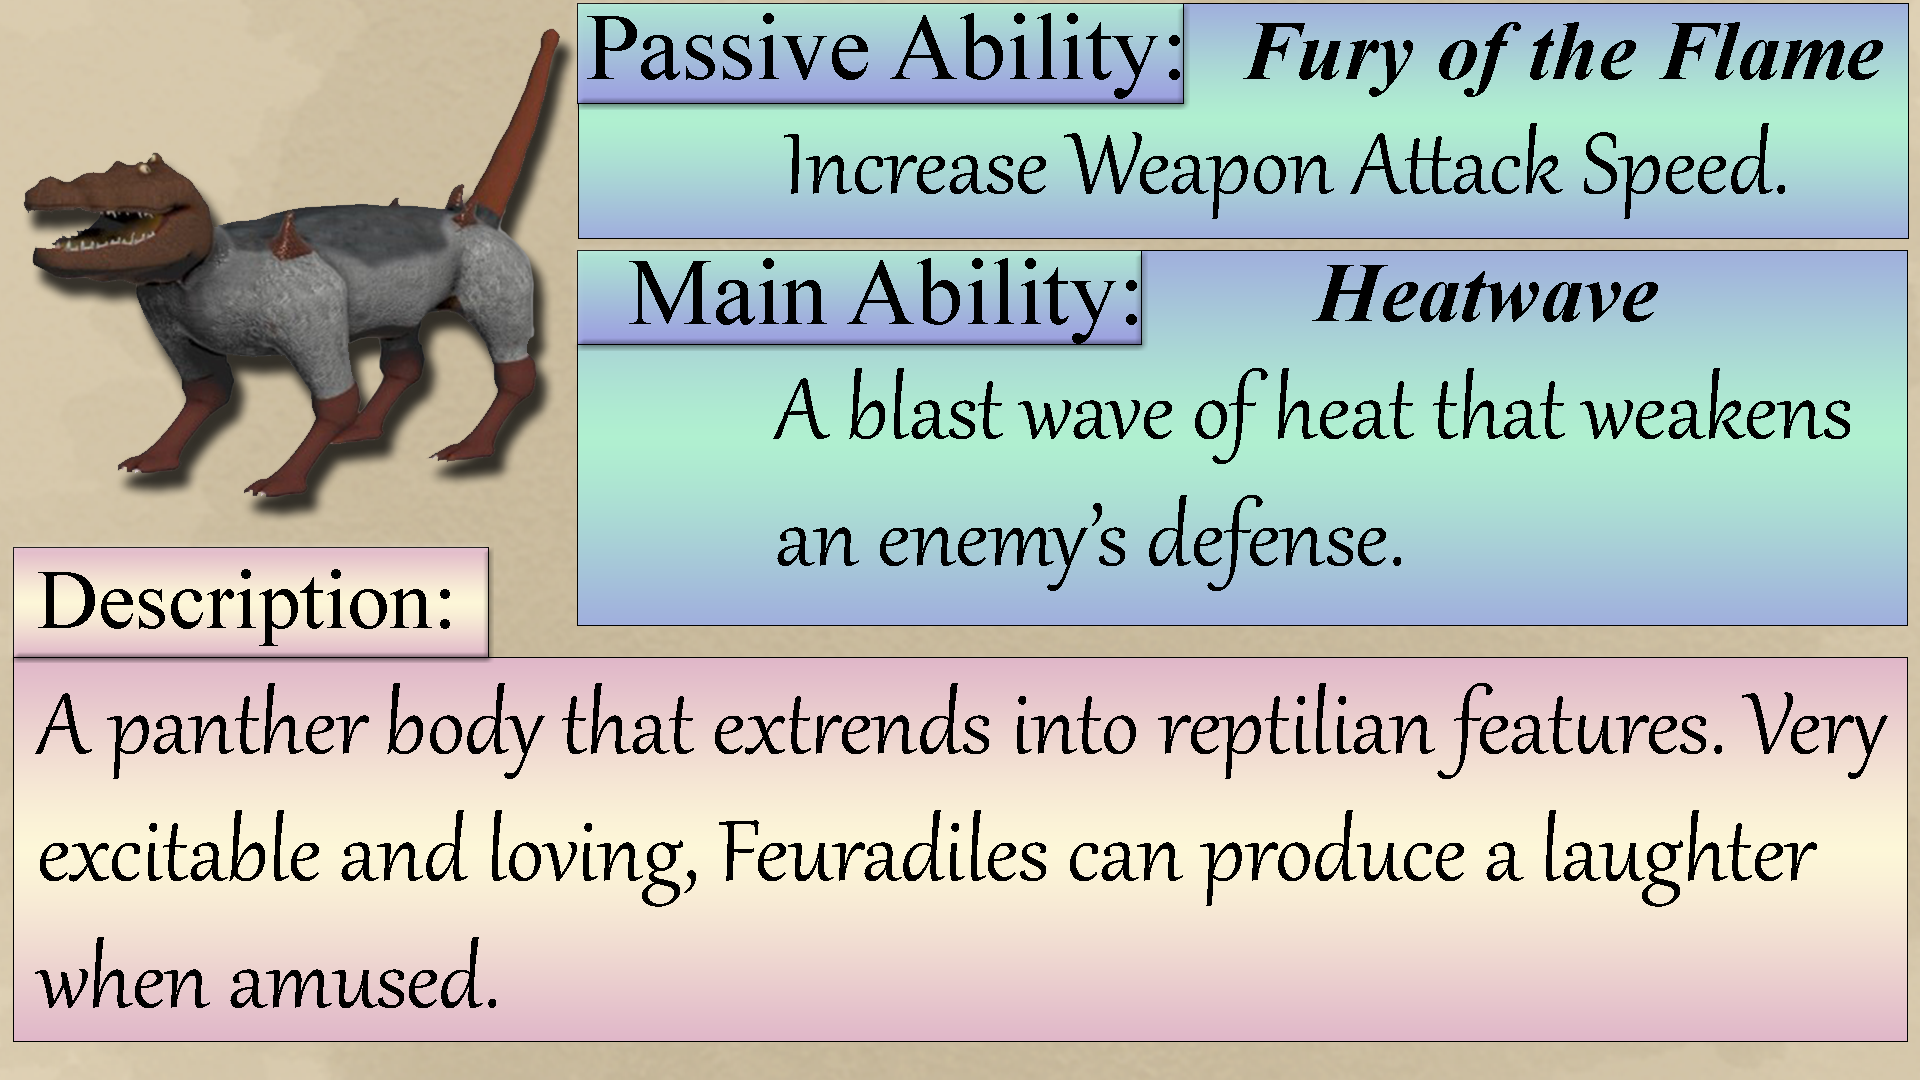 Passive Ability: Fury of the Flame
Increase Weapon Attack Speed.
Main Ability: Heatwave
A blast wave of heat that weakens
an enemy’s defense.
Description:
A panther body that extrends into reptilian features. Very
excitable and loving, Feuradiles can produce a laughter
when amused.